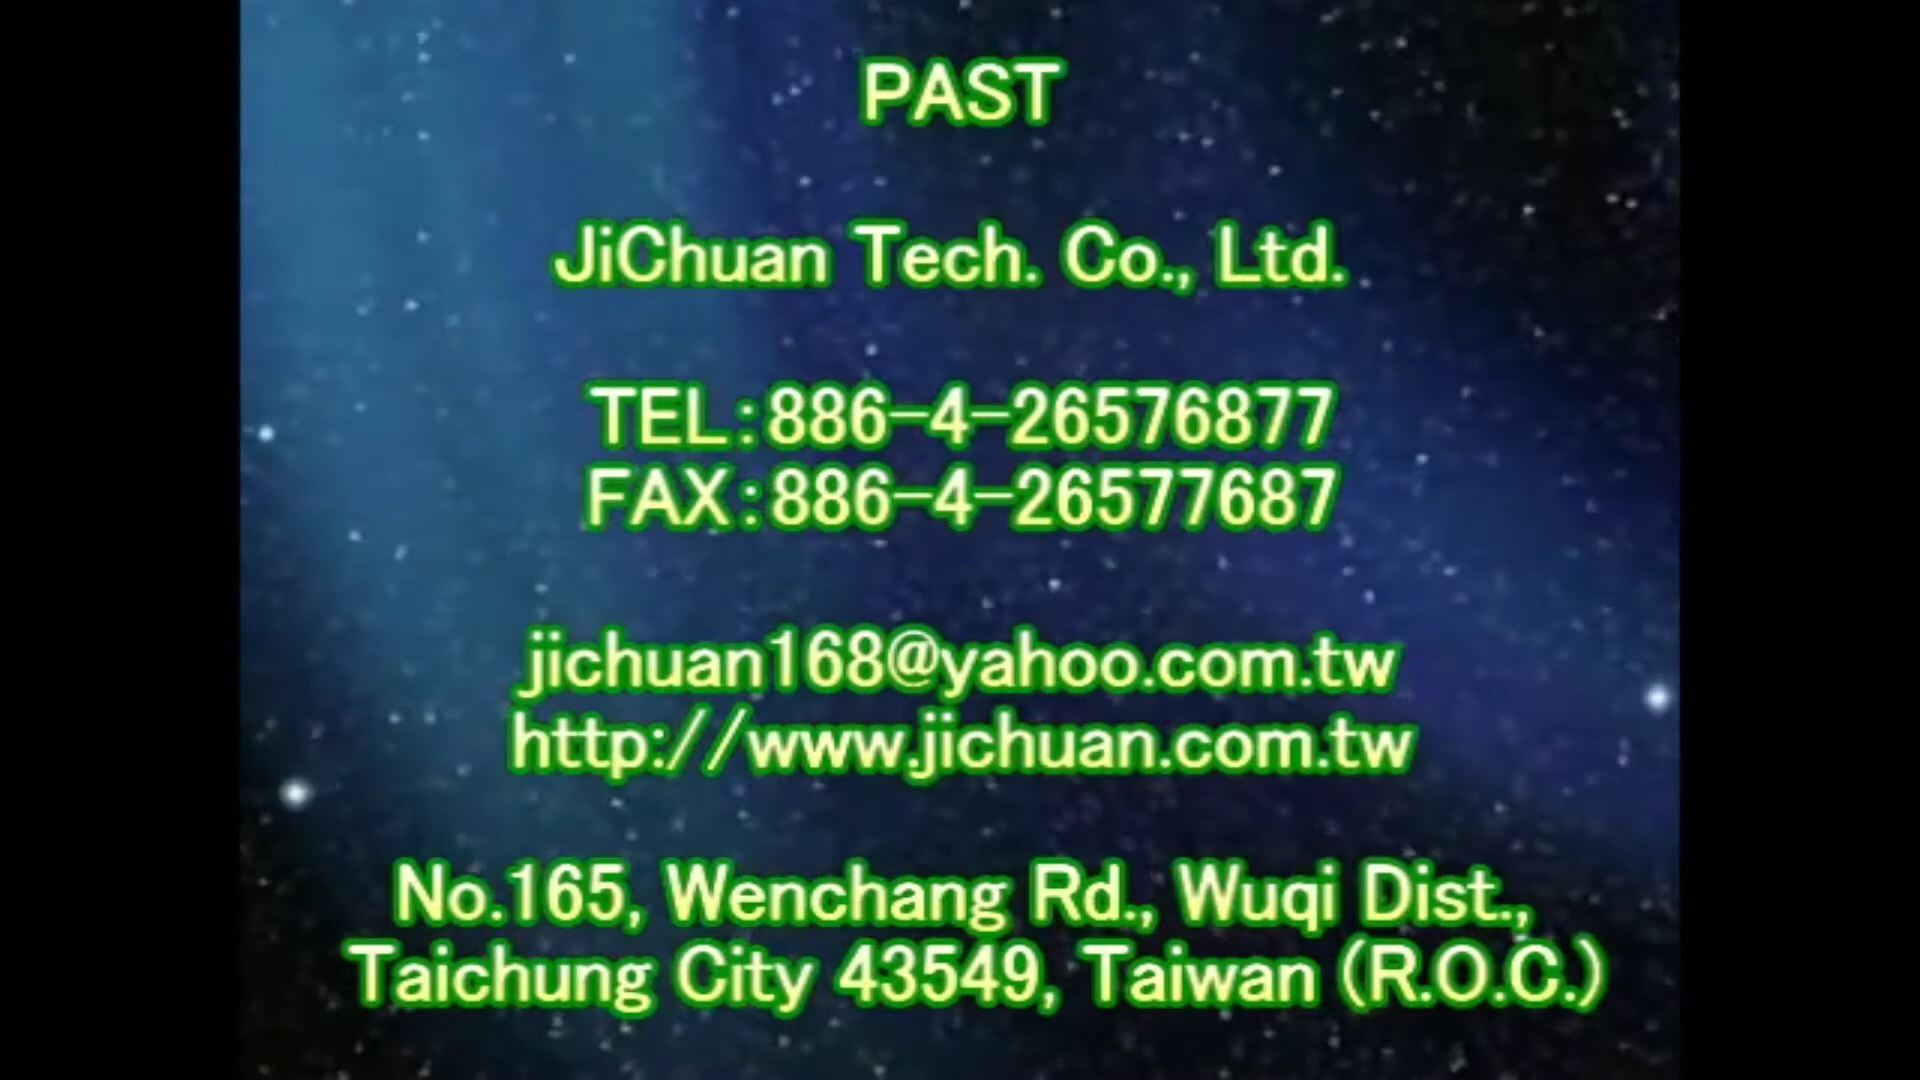 PAST
JiChuan Tech. Co., Ltd.
TEL:886-4-26576877
FAX:886-4-26577687
jichuan168@yahoo.com.tw
http://www.jichuan.com.tw
No.165, Wenchang Rd., Wuqi Dist.,
Taichung City 43549, Taiwan (R.O.C.)